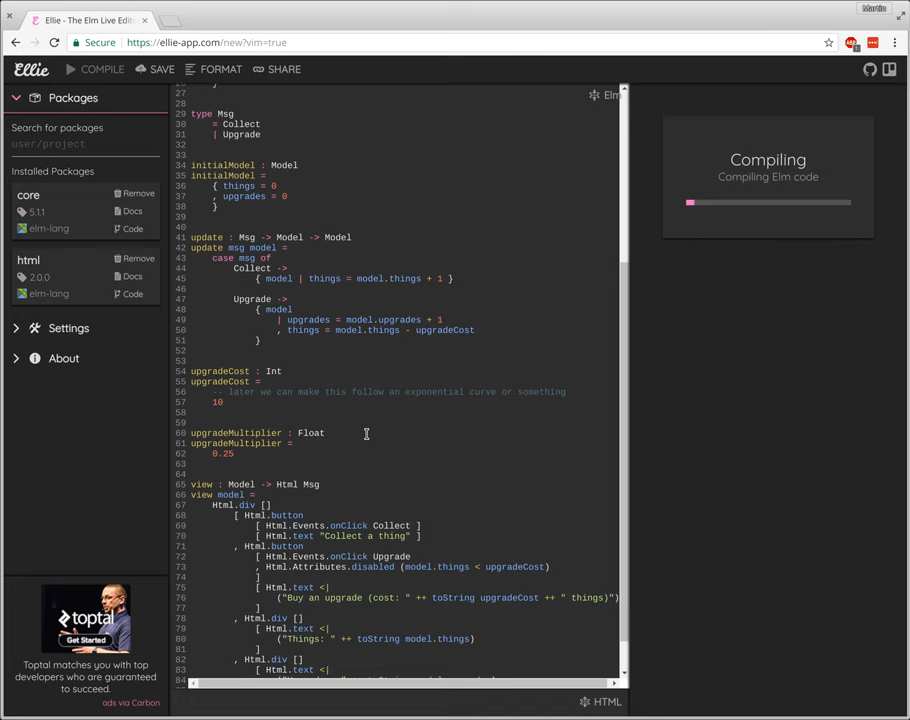 Martin
Ellie - The Elm Live Edit
Secure https://ellie-app.com/new?vim=true
Ellie COMPILE SAVE FORMAT SHARE
Packages
Search for packages
user/project
Installed Packages
core Remove
5.1.1 Docs
elm-lang Code
html Remove
2.0.0 Docs
elm-lang Code
Settings
About
toptal
Get Started
Toptal matches you with top
developers who are guaranteed
to succeed.
ads via Carbon
Elm
27 }
28
29 type Msg
30 = Collect
31 | Upgrade
32
33
34 initialModel : Model
35 initialModel =
36 { things = 0
37 , upgrades = 0
38 }
39
40
41 update : Msg -> Model -> Model
42 update msg model =
43 case msg of
44 Collect ->
45 { model | things = model.things + 1 }
46
47 Upgrade ->
48 { model
49 | upgrades = model.upgrades + 1
50 , things = model.things - upgradeCost
51 }
52
53
54 upgradeCost : Int
55 upgradeCost =
56 -- later we can make this follow an exponential curve or something
57 10
58
59
60 upgradeMultiplier : Float
61 upgradeMultiplier =
62 0.25
63
64
65 view : Model -> Html Msg
66 view model =
67 Html.div []
68 [ Html.button
69 [ Html.Events.onClick Collect ]
70 [ Html.text "Collect a thing" ]
71 , Html.button
72 [ Html.Events.onClick Upgrade
73 , Html.Attributes.disabled (model.things < upgradeCost)
74 ]
75 [ Html.text <|
76 ("Buy an upgrade (cost: " ++ toString upgradeCost ++ " things)")
77 ]
78 , Html.div []
79 [ Html.text <|
80 ("Things: " ++ toString model.things)
81 ]
82 , Html.div []
83 [ Html.text <|
84
HTML
Compiling
Compiling Elm code